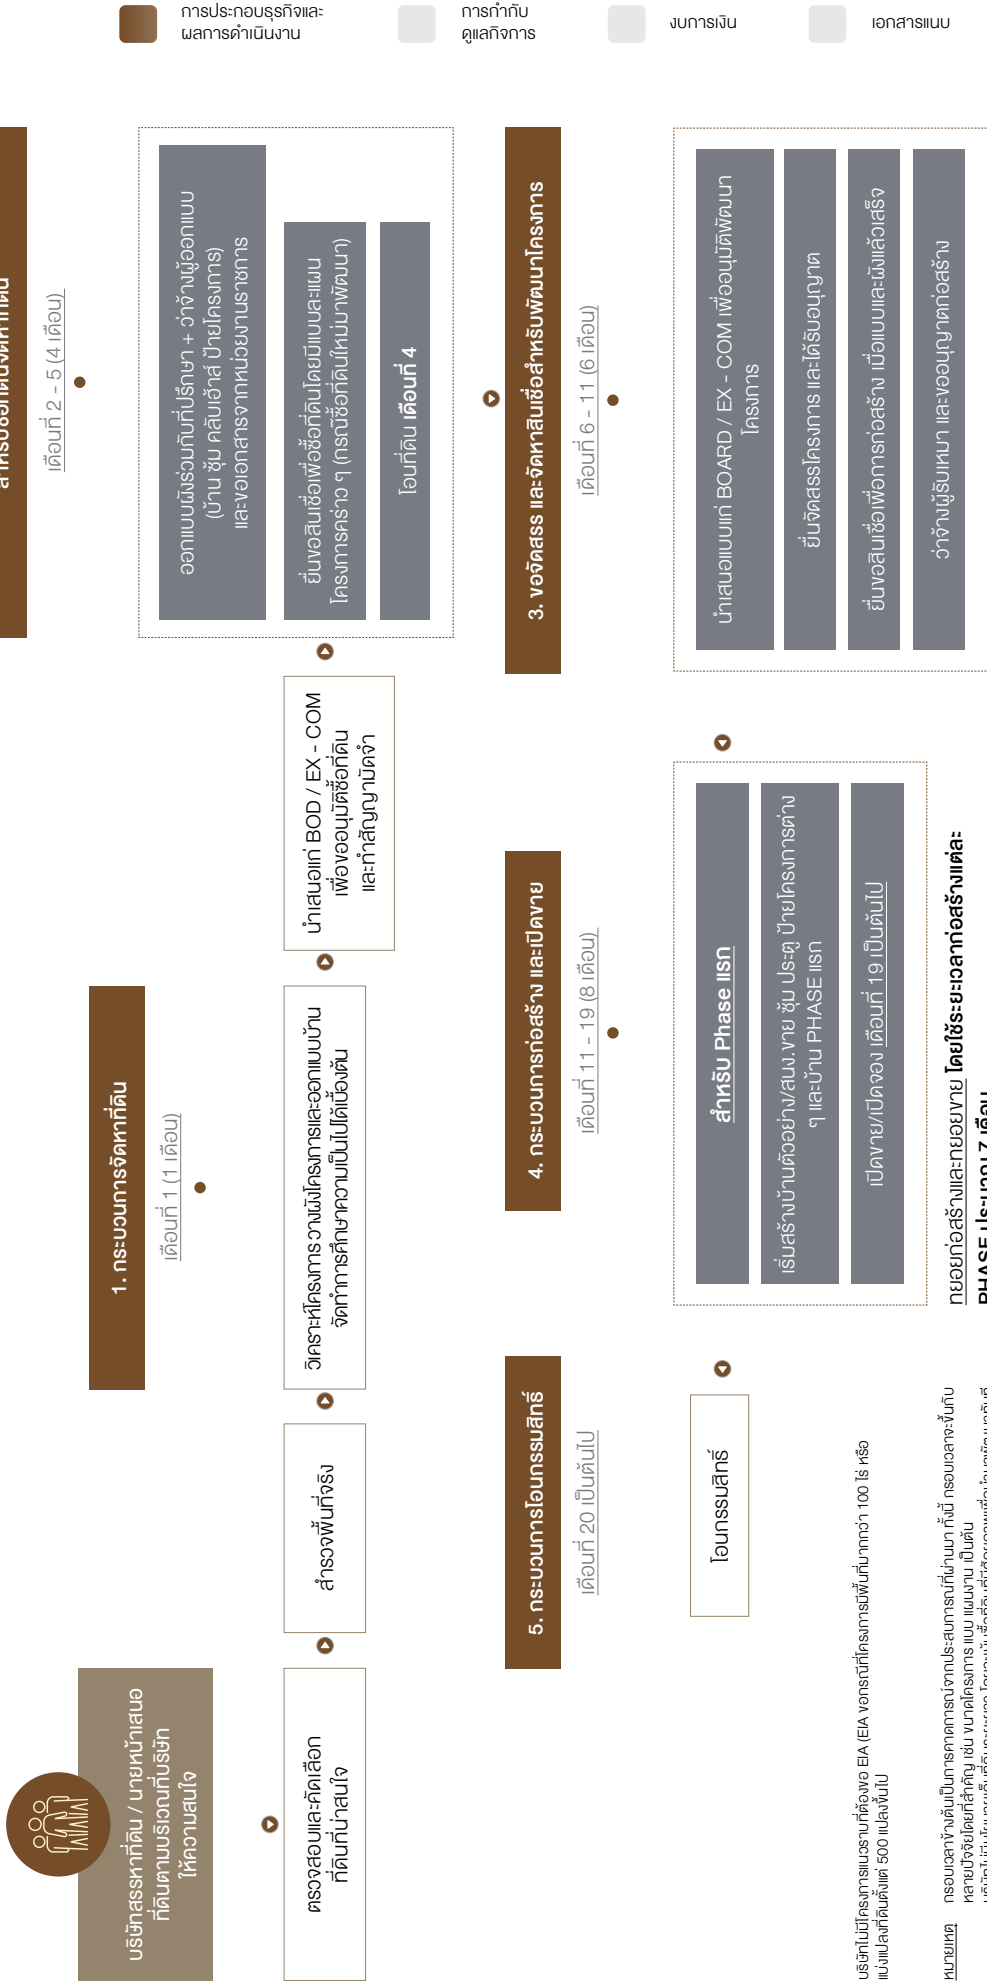 การประกอบธุรกิจและ
ผลการดำเนินงาน
การกำกับ
ดูแลกิจการ
งบการเงิน
เอกสารแนบ
บริษัทสรรหาที่ดิน / นายหน้าเสนอ
ที่ดินตามบริเวณที่บริษัท
ให้ความสนใจ
ตรวจสอบและคัดเลือก
ที่ดินที่น่าสนใจ
สำรวจพื้นที่จริง
1. กระบวนการจัดหาที่ดิน
เดือนที่ 1 (1 เดือน)
วิเคราะห์โครงการ วางผังโครงการและออกแบบบ้าน
จัดทำการศึกษาความเป็นไปได้เบื้องต้น
นำเสนอแก่ BOD / EX - COM
เพื่อขออนุมัติซื้อที่ดิน
และทำสัญญามัดจำ
เดือนที่ 2 - 5 (4 เดือน)
ออกแบบผังร่วมกับที่ปรึกษา + ว่าจ้างผู้ออกแบบ
(บ้าน ซุ้ม คลับเฮ้าส์ ป้ายโครงการ)
และขอเอกสารจากหน่วยงานราชการ
ยื่นขอสินเชื่อเพื่อซื้อที่ดินโดยมีแบบละแผน
โครงการคร่าว ๆ (กรณีซื้อที่ดินใหม่มาพัฒนา)
โอนที่ดิน เดือนที่ 4
3. ขอจัดสรร และจัดหาสินเชื่อสำหรับพัฒนาโครงการ
เดือนที่ 6 - 11 (6 เดือน)
นำเสนอแบบแก่ BOARD / EX - COM เพื่ออนุมัติพัฒนา
โครงการ
ยื่นจัดสรรโครงการ และได้รับอนุญาต
ยื่นขอสินเชื่อเพื่อการก่อสร้าง เมื่อแบบและผังแล้วเสร็จ
ว่าจ้างผู้รับเหมา และขออนุญาตก่อสร้าง
4. กระบวนการก่อสร้าง และเปิดขาย
เดือนที่ 11 - 19 (8 เดือน)
สำหรับ Phase แรก
เริ่มสร้างบ้านตัวอย่าง/สนง.ขาย ซุ้ม ประตู ป้ายโครงการต่าง
ๆ และบ้าน PHASE แรก
เปิดขาย/เปิดจอง เดือนที่ 19 เป็นต้นไป
ทยอยก่อสร้างและทยอยขาย โดยใช้ระยะเวลาก่อสร้างแต่ละ
PHASE ประมาณ 7 เดือน
5. กระบวนการโอนกรรมสิทธิ์
เดือนที่ 20 เป็นต้นไป
โอนกรรมสิทธิ์
บริษัทไม่มีโครงการแนวราบที่ต้องขอ EIA (EIA ขอกรณีที่โครงการมีพื้นที่มากกว่า 100 ไร่ หรือ
แบ่งแปลงที่ดินตั้งแต่ 500 แปลงขึ้นไป
หมายเหตุ กรอบเวลาข้างต้นเป็นการคาดการณ์จากประสบการณ์ที่ผ่านมา ทั้งนี้ กรอบเวลาจะขึ้นกับ
หลายปัจจัยโดยที่สำคัญ เช่น ขนาดโครงการ แบบ แผนงาน เป็นต้น